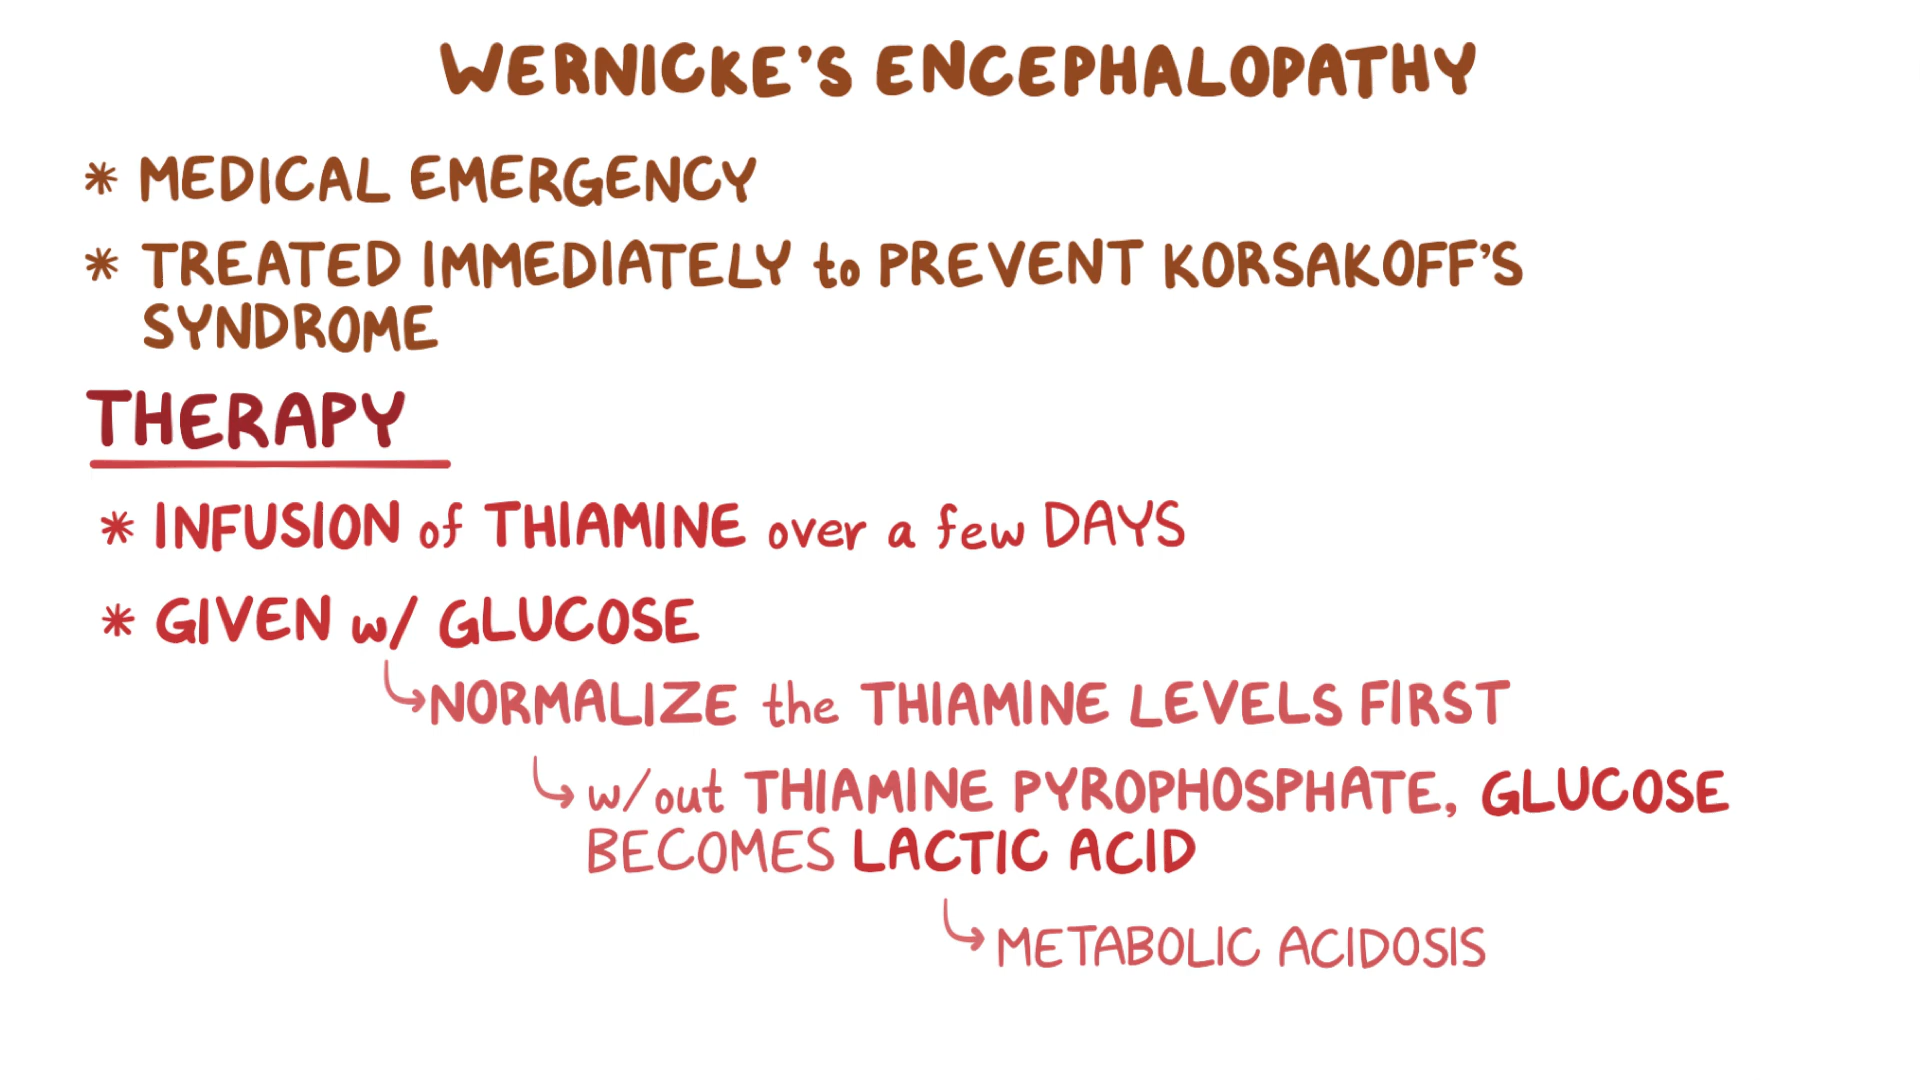 WERNICKE'S ENCEPHALOPATHY
* MEDICAL EMERGENCY
* TREATED IMMEDIATELY to PREVENT KORSAKOFF'S
SYNDROME
THERAPY
* INFUSION of THIAMINE over a few DAYS
* GIVEN w/ GLUCOSE
↳NORMALIZE the THIAMINE LEVELS FIRST
↳ w/out THIAMINE PYROPHOSPHATE, GLUCOSE
BECOMES LACTIC ACID
↳ METABOLIC ACIDOSIS